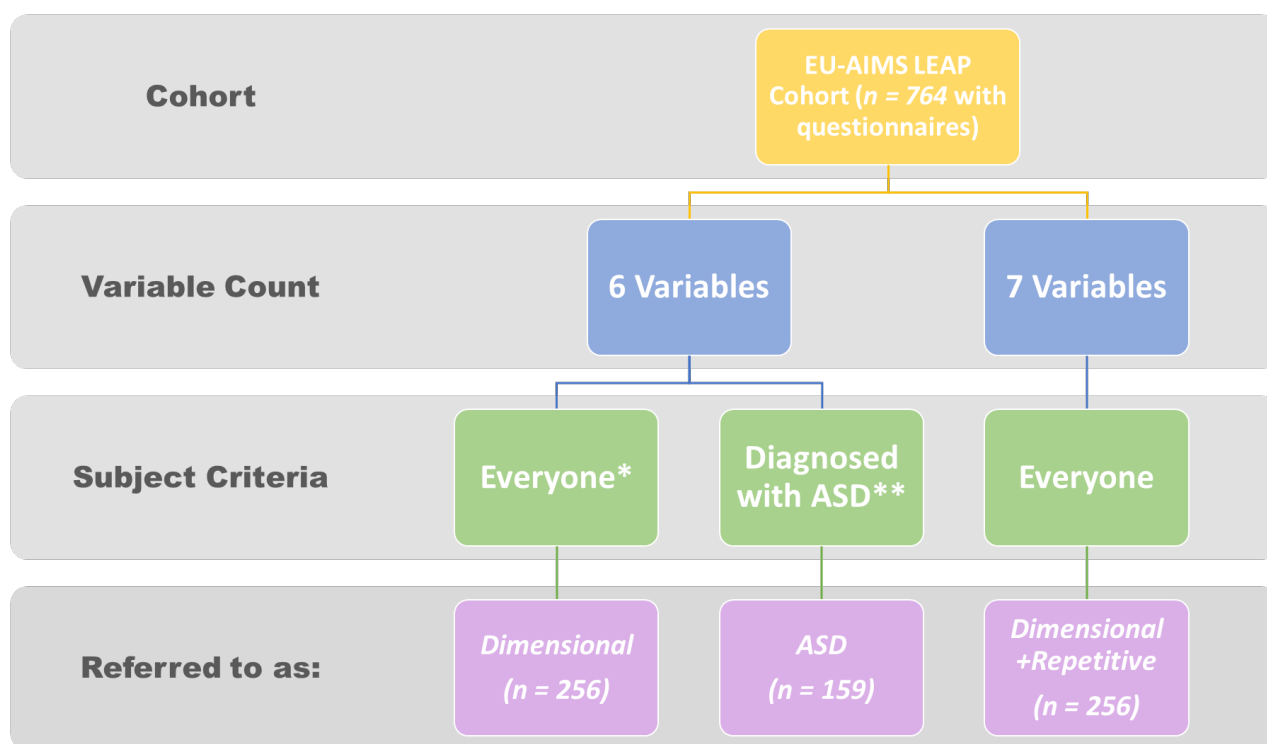 Cohort
EU-AIMS LEAP
Cohort (n = 764 with
questionnaires)
Variable Count
6 Variables
7 Variables
Subject Criteria
Everyone*
Diagnosed
with ASD**
Everyone
Referred to as:
Dimensional
(n = 256)
ASD
(n = 159)
Dimensional
+Repetitive
(n = 256)